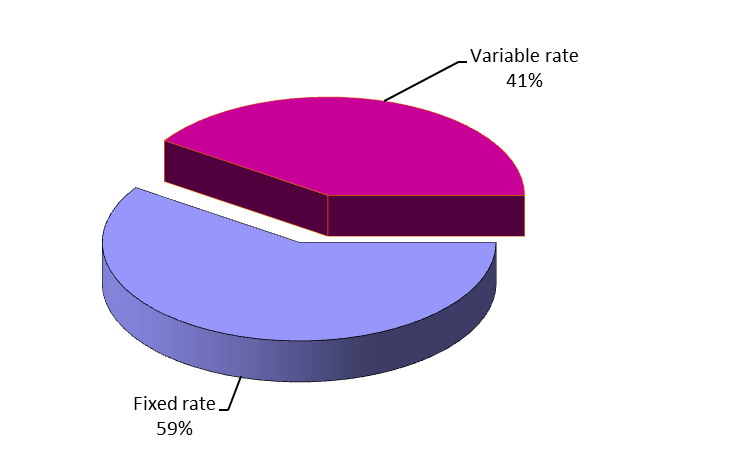 Variable rate
41%
Fixed rate
59%